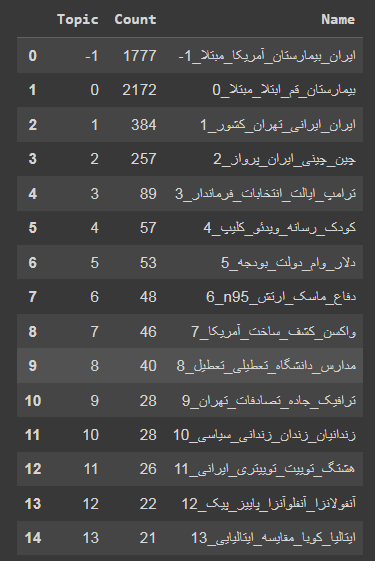 Topic Count Name
0 -1 1777 -1_ایران_بیمارستان_آمریکا_مبتلا
1 0 2172 0_بیمارستان_قم_ابتلا_مبتلا
2 1 384 1_ایران_ایرانی_تهران_کشور
3 2 257 2_چین_چینی_ایران_پرواز
4 3 89 3_ترامپ_ایالت_انتخابات_فرماندار
5 4 57 4_کودک_رسانه_ویدئو_کلیپ
6 5 53 5_دلار_وام_دولت_بودجه
7 6 48 6_n95_دفاع_ماسک_ارتش
8 7 46 7_واکسن_کشف_ساخت_آمریکا
9 8 40 8_مدارس_دانشگاه_تعطیلی_تعطیل
10 9 28 9_ترافیک_جاده_تصادفات_تهران
11 10 28 10_زندانیان_زندان_زندانی_سیاسی
12 11 26 11_هشتگ_توییت_توییتری_ایرانی
13 12 22 12_آنفولانزا_آنفلوآنزا_پاییز_پیک
14 13 21 13_ایتالیا_کوبا_مقایسه_ایتالیایی